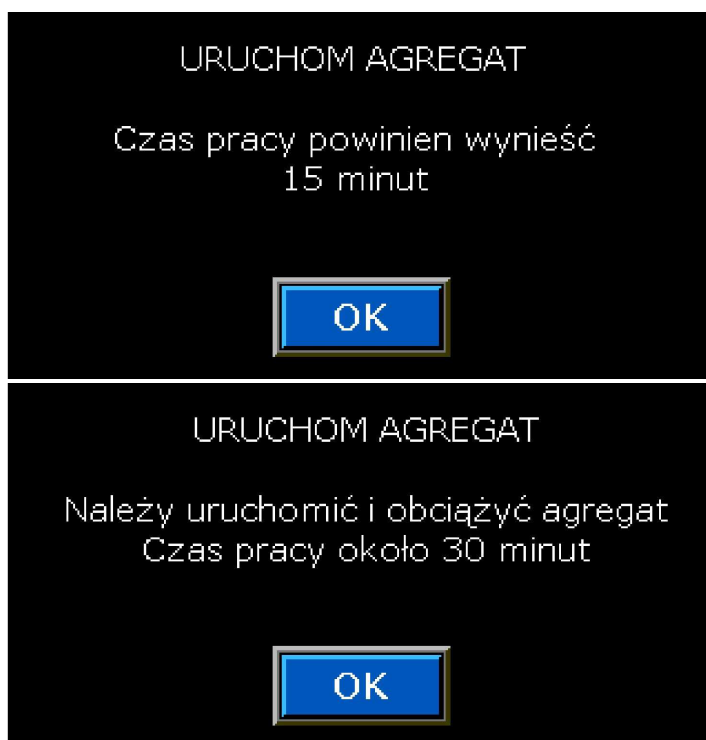 URUCHOM AGREGAT
Czas pracy powinien wynieść
15 minut
OK
URUCHOM AGREGAT
Należy uruchomić i obciążyć agregat
Czas pracy około 30 minut
OK